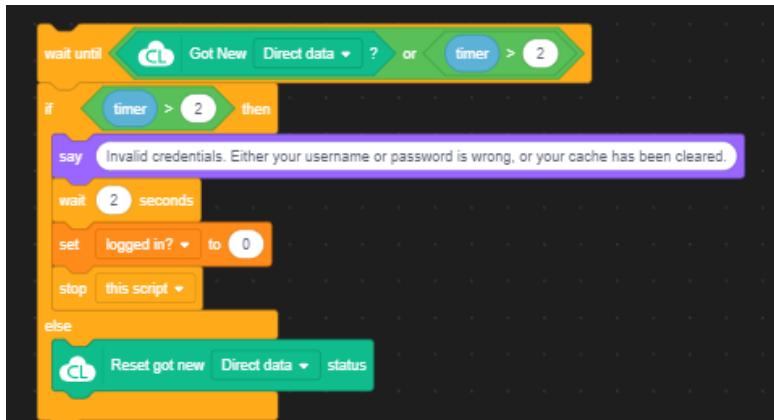 wait until CL Got New Direct data ? or timer > 2
if timer > 2 then
say Invalid credentials. Either your username or password is wrong, or your cache has been cleared.
wait 2 seconds
set logged in? to 0
stop this script
else
CL Reset got new Direct data status